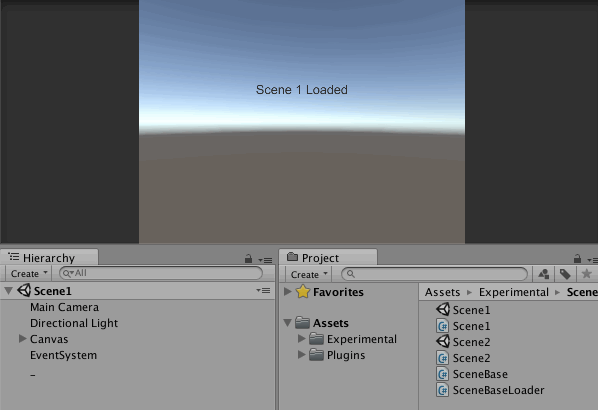 Scene 1 Loaded
Hierarchy
Create
All
Scene1
Main Camera
Directional Light
Canvas
EventSystem
_
Project
Create
Favorites
Assets
Experimental
Plugins
Assets ▸ Experimental ▸ Scene
Scene1
Scene1
Scene2
Scene2
SceneBase
SceneBaseLoader